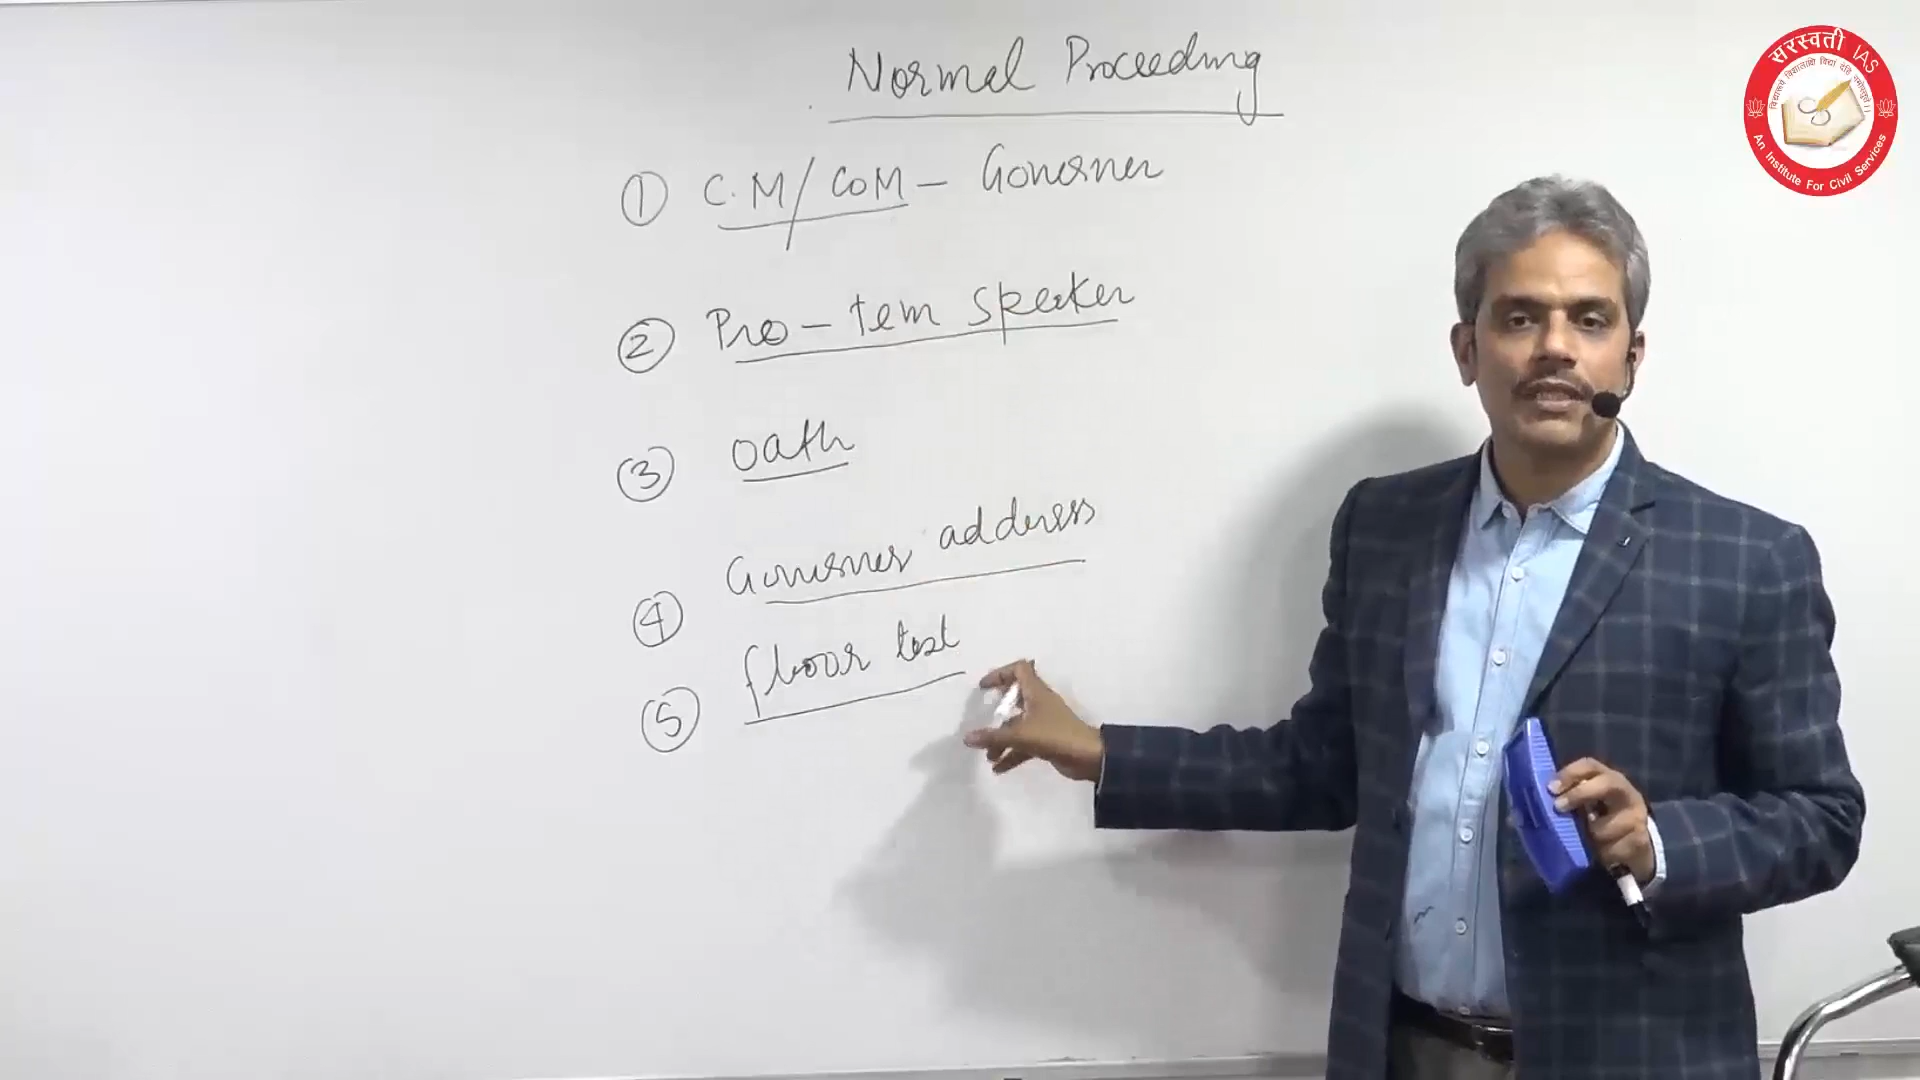 Normal Proceeding
① C.M/CoM - Governer
② Pro-tem Speaker
③ Oath
④ Governer address
⑤ floor test
सरस्वती IAS
An Institute For Civil Services